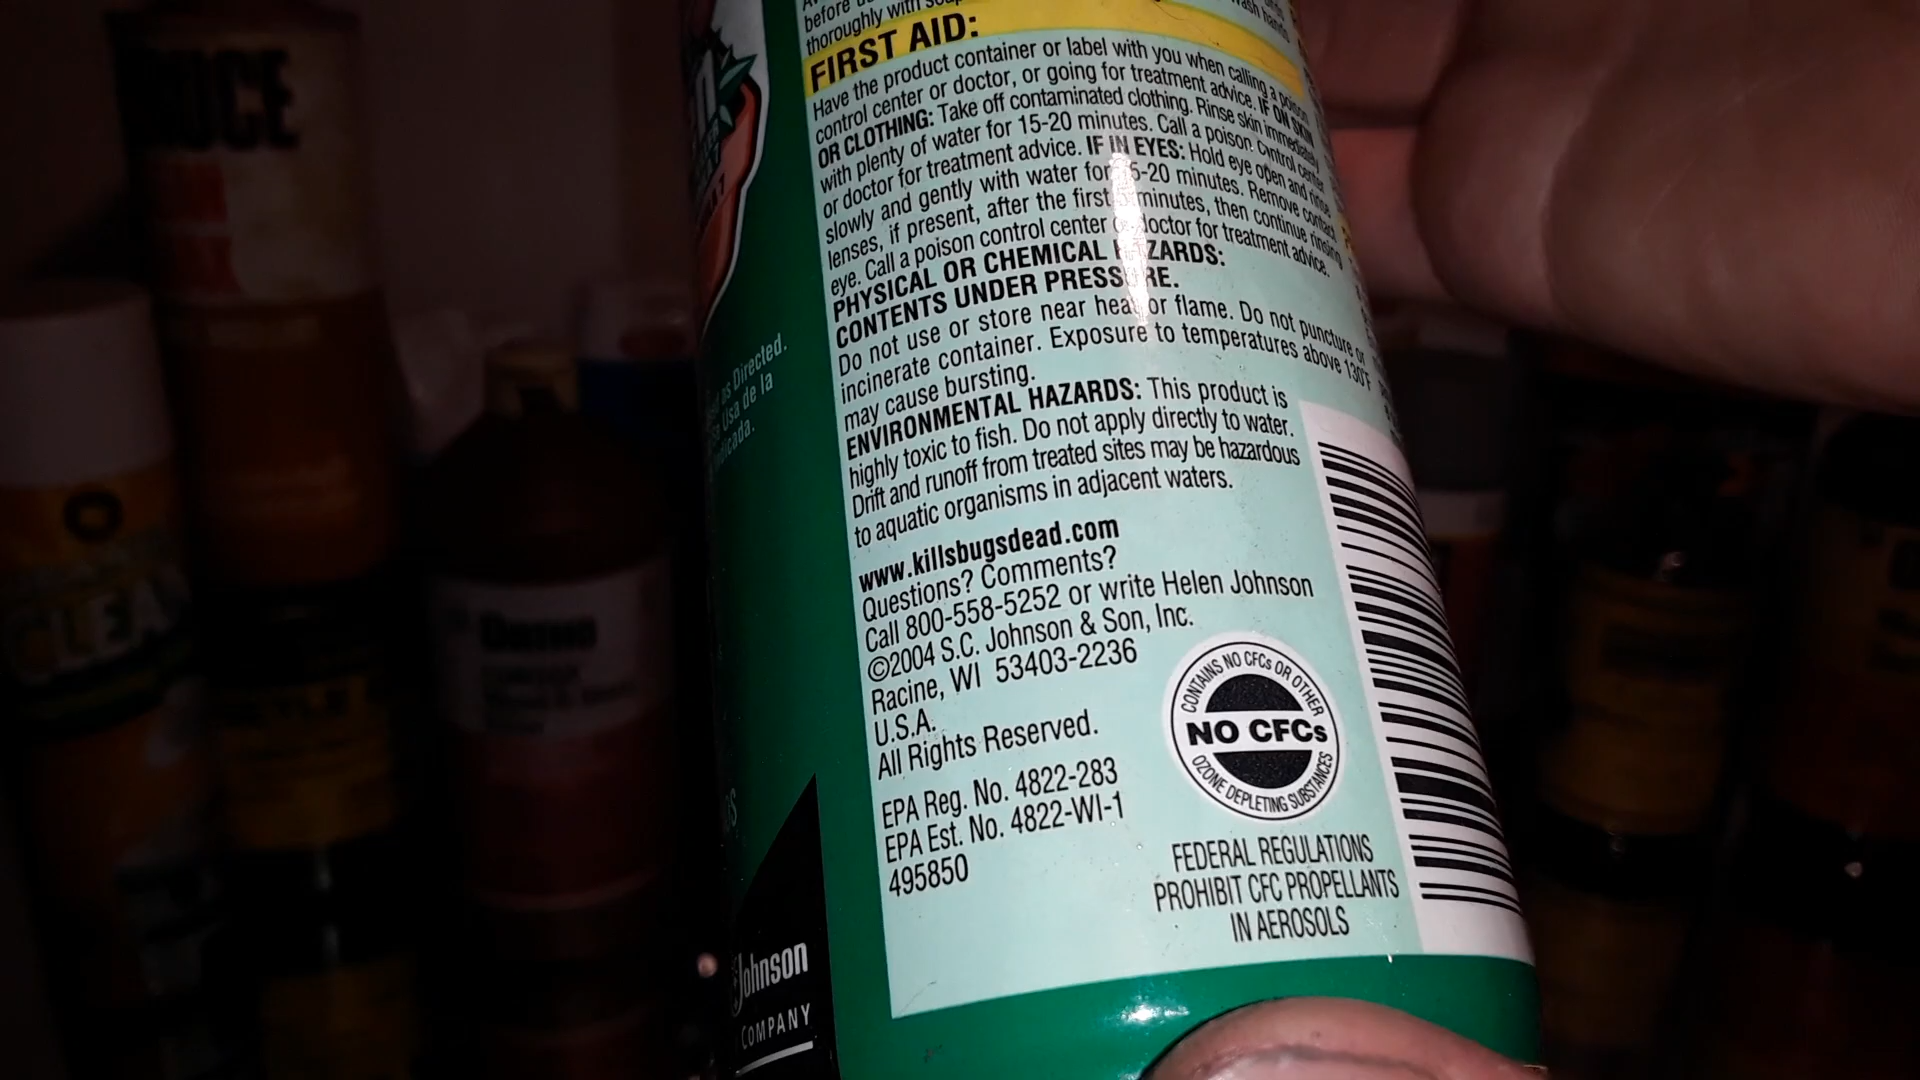 thoroughly with
FIRST AID:
Have the product container or label with you when calling a poison
control center or doctor, or going for treatment advice. IF ON SKIN
OR CLOTHING: Take off contaminated clothing. Rinse skin immediately
with plenty of water for 15-20 minutes. Call a poison control center
or doctor for treatment advice. IF IN EYES: Hold eye open and rinse
slowly and gently with water for 15-20 minutes. Remove contact
lenses, if present, after the first minutes, then continue rinsing
eye. Call a poison control center or doctor for treatment advice.
PHYSICAL OR CHEMICAL HAZARDS:
CONTENTS UNDER PRESSURE.
Do not use or store near heat or flame. Do not puncture or
incinerate container. Exposure to temperatures above 130°F
may cause bursting.
ENVIRONMENTAL HAZARDS: This product is
highly toxic to fish. Do not apply directly to water.
Drift and runoff from treated sites may be hazardous
to aquatic organisms in adjacent waters.
www.killsbugsdead.com
Questions? Comments?
Call 800-558-5252 or write Helen Johnson
©2004 S.C. Johnson & Son, Inc.
Racine, WI 53403-2236
U.S.A.
All Rights Reserved.
EPA Reg. No. 4822-283
EPA Est. No. 4822-WI-1
495850
CONTAINS NO CFCs OR OTHER
NO CFCs
OZONE DEPLETING SUBSTANCES
FEDERAL REGULATIONS
PROHIBIT CFC PROPELLANTS
IN AEROSOLS
as Directed.
Usa de la
Johnson
COMPANY
CLEA